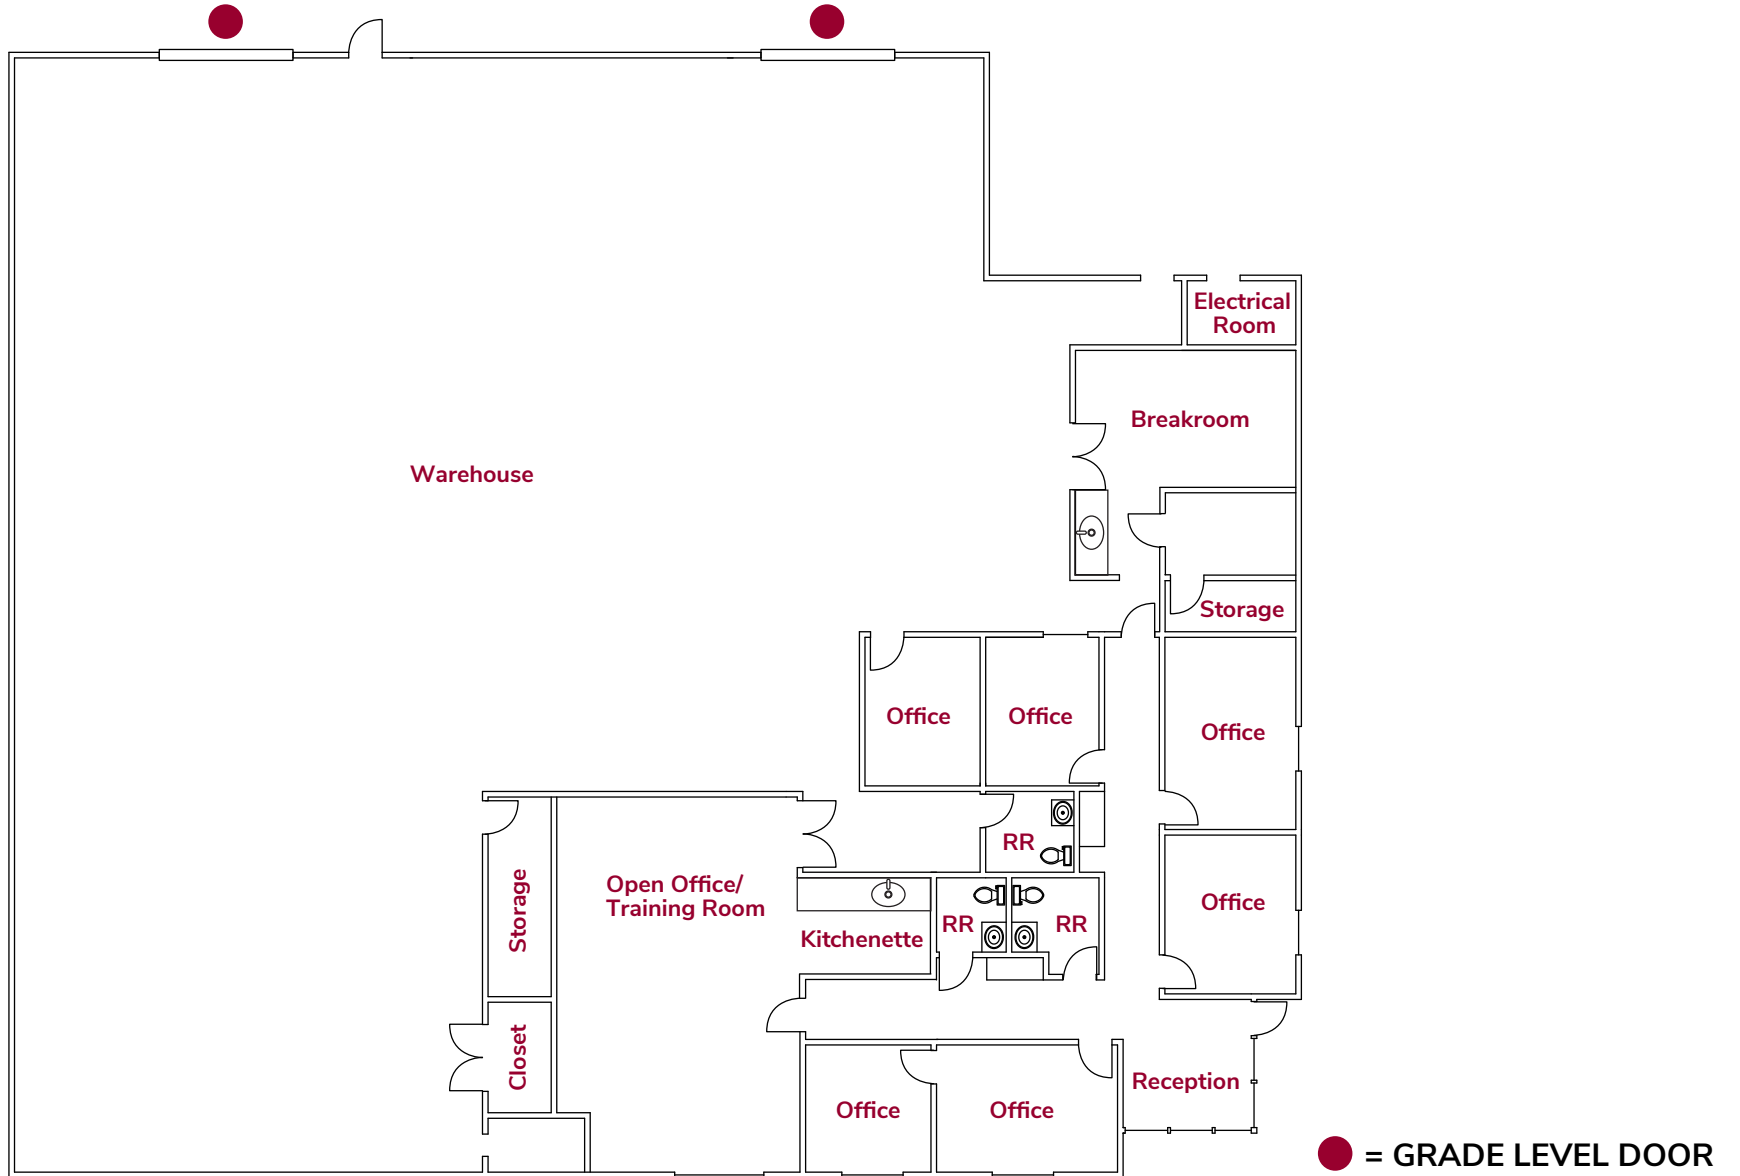 Electrical
Room
Breakroom
Warehouse
Storage
Office
Office
Office
RR
Open Office/
Training Room
Storage
Office
RR
RR
Kitchenette
Closet
Reception
Office
Office
= GRADE LEVEL DOOR